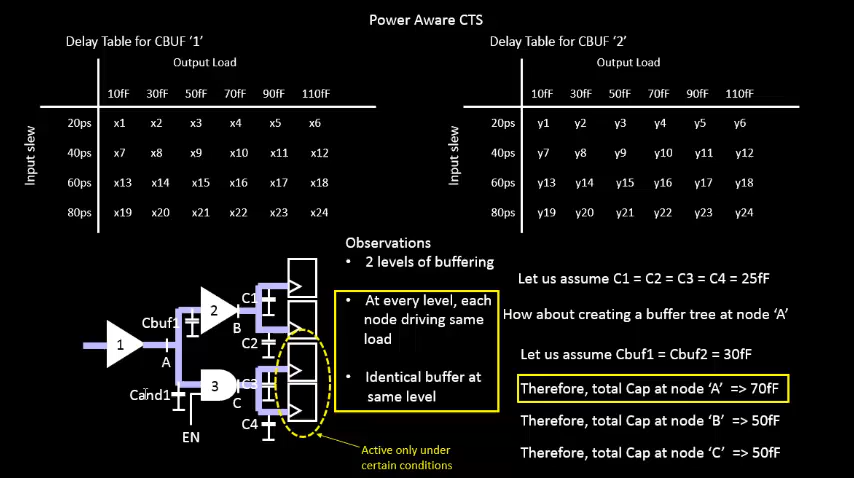 Power Aware CTS
Delay Table for CBUF ‘1’
Output Load
10fF 30fF 50fF 70fF 90fF 110fF
Input slew
20ps x1 x2 x3 x4 x5 x6
40ps x7 x8 x9 x10 x11 x12
60ps x13 x14 x15 x16 x17 x18
80ps x19 x20 x21 x22 x23 x24
Delay Table for CBUF ‘2’
Output Load
10fF 30fF 50fF 70fF 90fF 110fF
Input slew
20ps y1 y2 y3 y4 y5 y6
40ps y7 y8 y9 y10 y11 y12
60ps y13 y14 y15 y16 y17 y18
80ps y19 y20 y21 y22 y23 y24
1
A
Cbuf1
2
B
C1
C2
Cand1
3
C
C3
C4
EN
Active only under
certain conditions
Observations
• 2 levels of buffering
• At every level, each
node driving same
load
• Identical buffer at
same level
Let us assume C1 = C2 = C3 = C4 = 25fF
How about creating a buffer tree at node ‘A’
Let us assume Cbuf1 = Cbuf2 = 30fF
Therefore, total Cap at node ‘A’ => 70fF
Therefore, total Cap at node ‘B’ => 50fF
Therefore, total Cap at node ‘C’ => 50fF